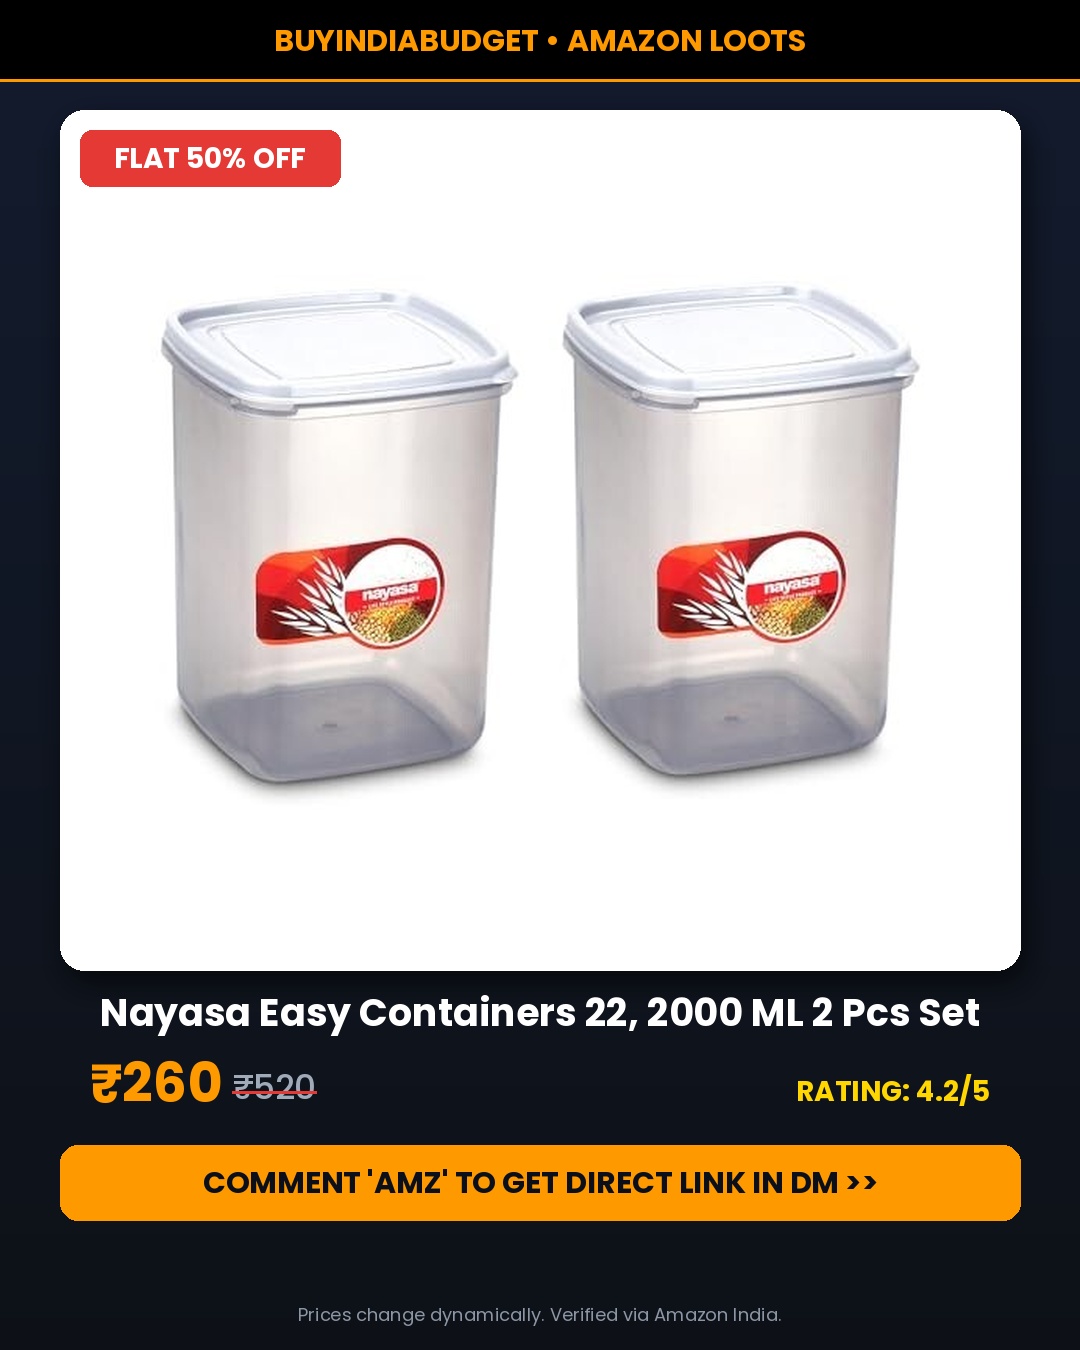 BUYINDIABUDGET • AMAZON LOOTS
FLAT 50% OFF
nayasa
nayasa
Nayasa Easy Containers 22, 2000 ML 2 Pcs Set
₹260 ₹520
RATING: 4.2/5
COMMENT 'AMZ' TO GET DIRECT LINK IN DM >>
Prices change dynamically. Verified via Amazon India.